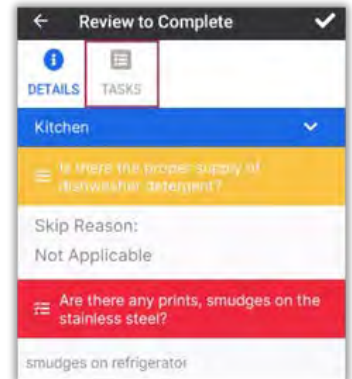 Review to Complete
DETAILS TASKS
Kitchen
Is there the proper supply of
dishwasher detergent?
Skip Reason:
Not Applicable
Are there any prints, smudges on the
stainless steel?
smudges on refrigerator